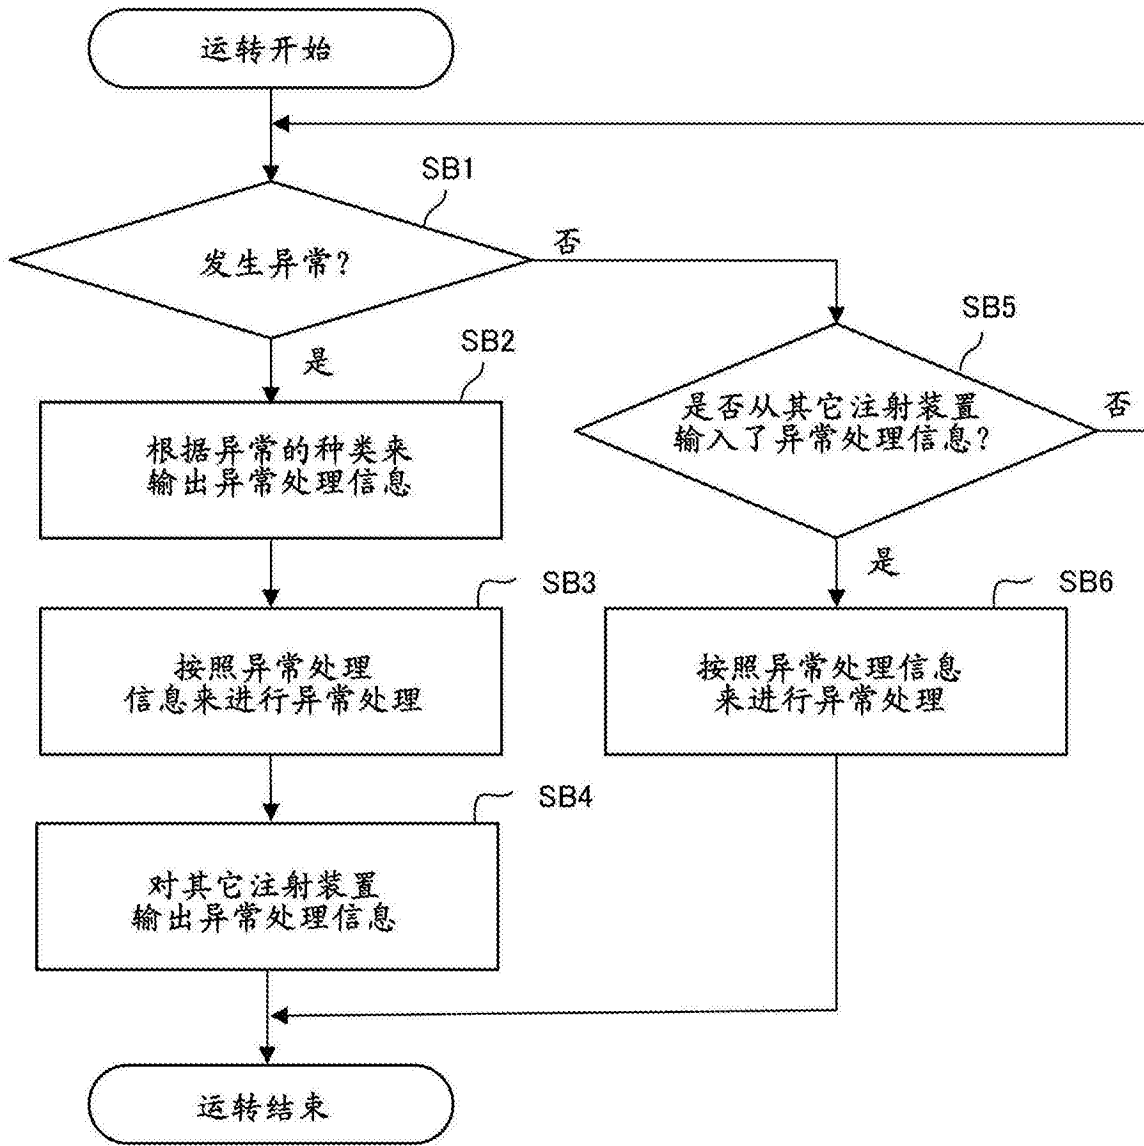 运转开始
SB1
发生异常?
否
SB2
是
根据异常的种类来
输出异常处理信息
SB3
按照异常处理
信息来进行异常处理
SB4
对其它注射装置
输出异常处理信息
SB5
是否从其它注射装置
输入了异常处理信息?
否
是
SB6
按照异常处理信息
来进行异常处理
运转结束